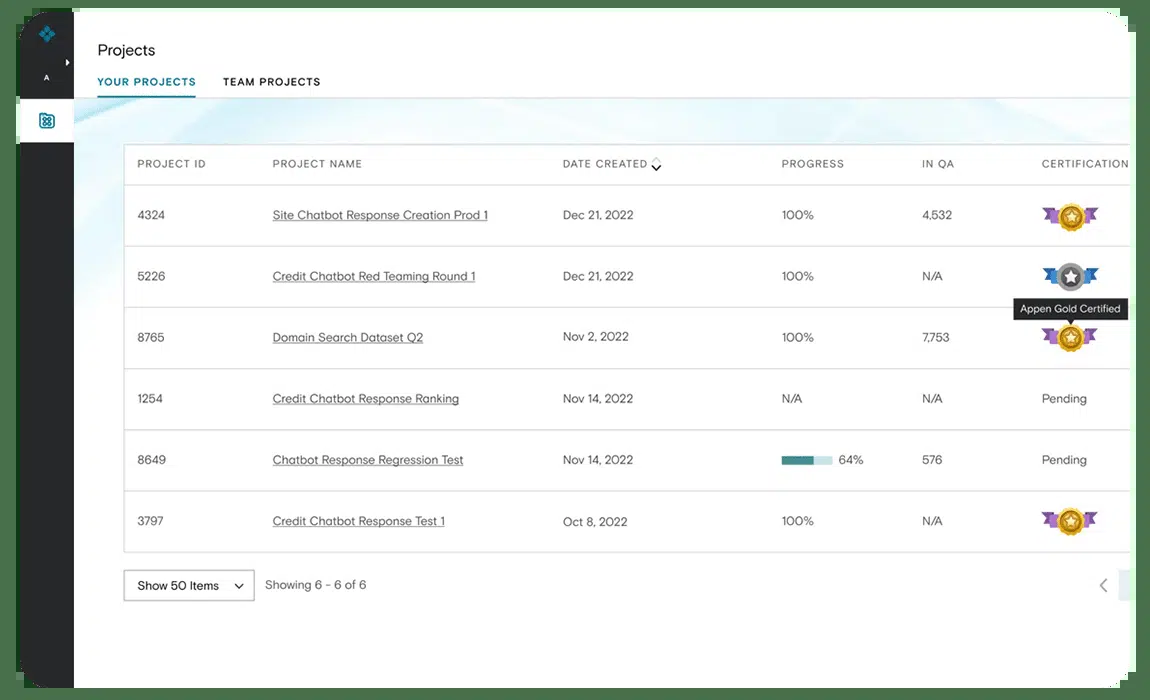 Projects
A
YOUR PROJECTS TEAM PROJECTS
PROJECT ID PROJECT NAME DATE CREATED PROGRESS IN QA CERTIFICATION
4324 Site Chatbot Response Creation Prod 1 Dec 21, 2022 100% 4,532
5226 Credit Chatbot Red Teaming Round 1 Dec 21, 2022 100% N/A
Appen Gold Certified
8765 Domain Search Dataset Q2 Nov 2, 2022 100% 7,753
1254 Credit Chatbot Response Ranking Nov 14, 2022 N/A N/A Pending
8649 Chatbot Response Regression Test Nov 14, 2022 64% 576 Pending
3797 Credit Chatbot Response Test 1 Oct 8, 2022 100% N/A
Show 50 Items Showing 6 - 6 of 6